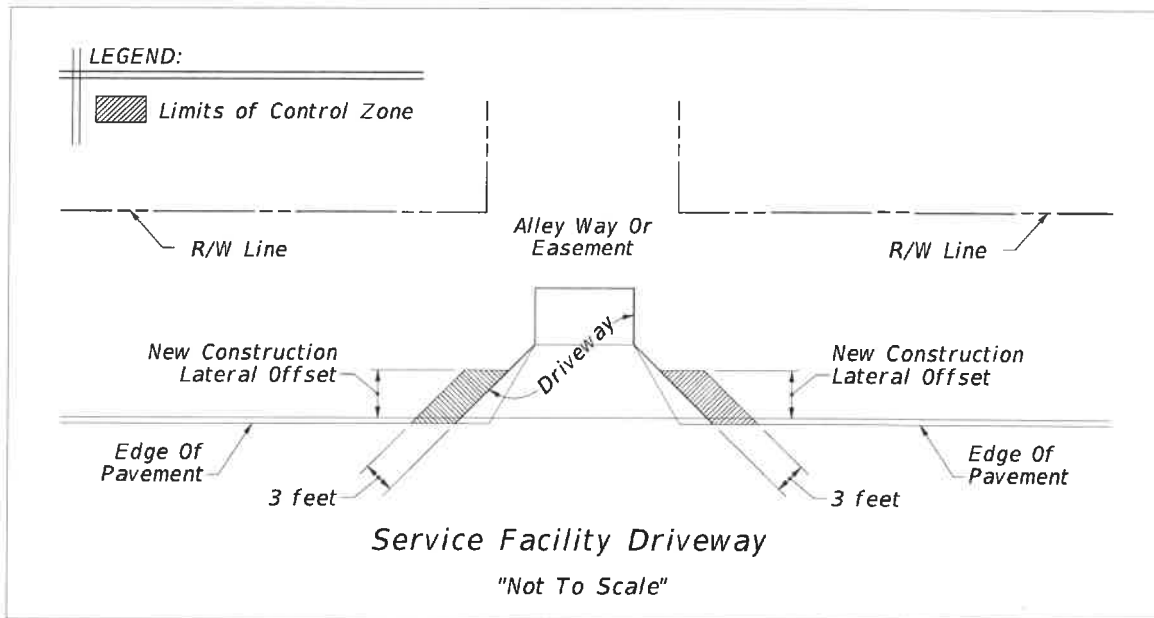 LEGEND:
Limits of Control Zone
R/W Line
Alley Way Or
Easement
R/W Line
New Construction
Lateral Offset
Driveway
New Construction
Lateral Offset
Edge Of
Pavement
3 feet
3 feet
Edge Of
Pavement
Service Facility Driveway
"Not To Scale"